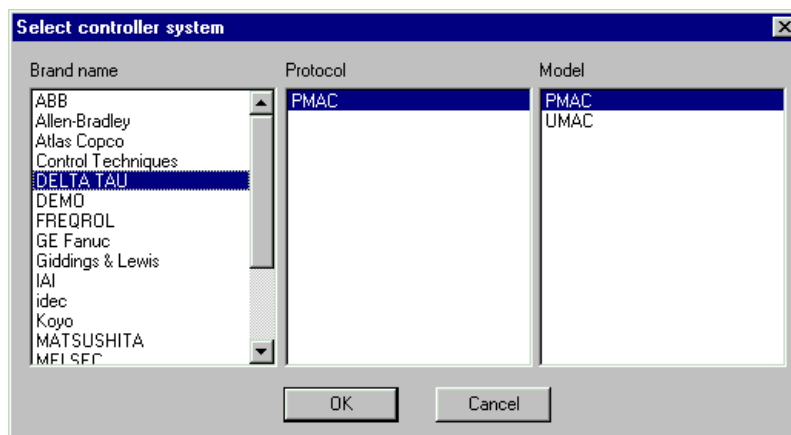 Select controller system
Brand name
ABB
Allen-Bradley
Atlas Copco
Control Techniques
DELTA TAU
DEMO
FREQROL
GE Fanuc
Giddings & Lewis
IAI
idec
Koyo
MATSUSHITA
MELSEC
Protocol
PMAC
Model
PMAC
UMAC
OK
Cancel